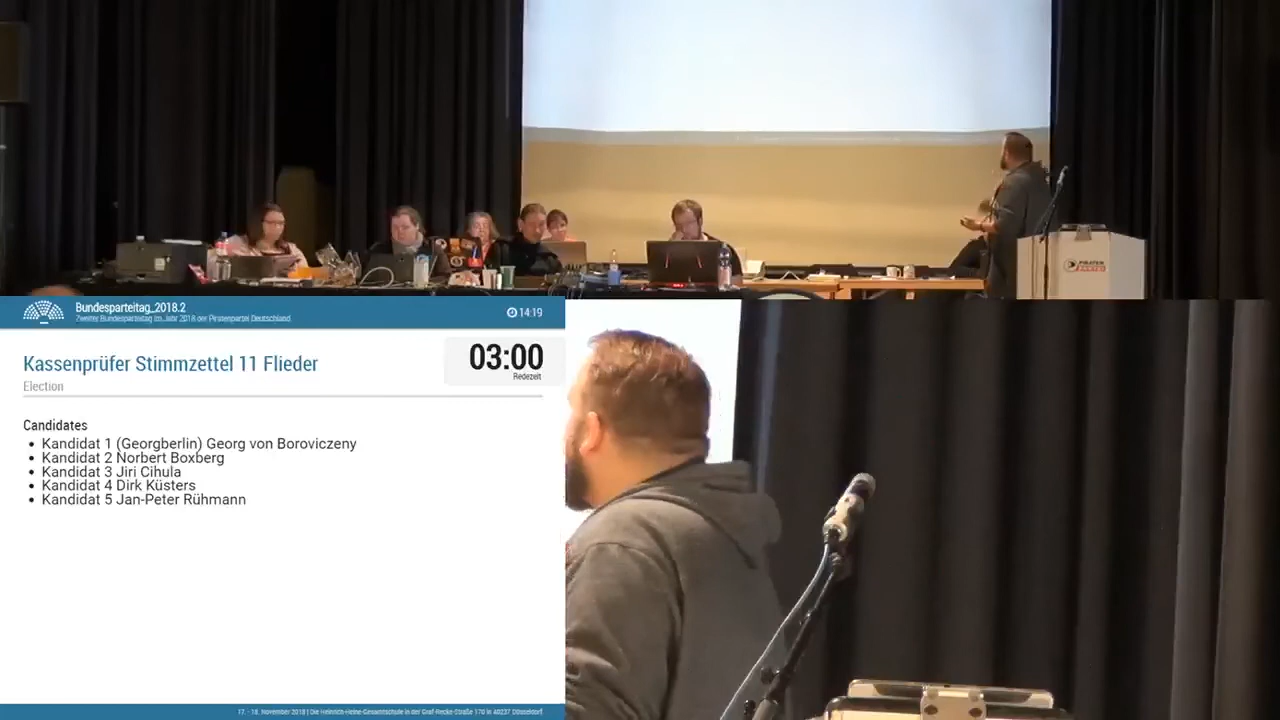 PIRATEN
PARTEI
Bundesparteitag_2018.2
Zweiter Bundesparteitag im Jahr 2018 der Piratenpartei Deutschland
14:19
Kassenprüfer Stimmzettel 11 Flieder
Election
03:00
Redezeit
Candidates
• Kandidat 1 (Georgberlin) Georg von Boroviczeny
• Kandidat 2 Norbert Boxberg
• Kandidat 3 Jiri Cihula
• Kandidat 4 Dirk Küsters
• Kandidat 5 Jan-Peter Rühmann
17. - 18. November 2018 | Die Heinrich-Heine-Gesamtschule in der Graf-Recke-Straße 170 in 40237 Düsseldorf